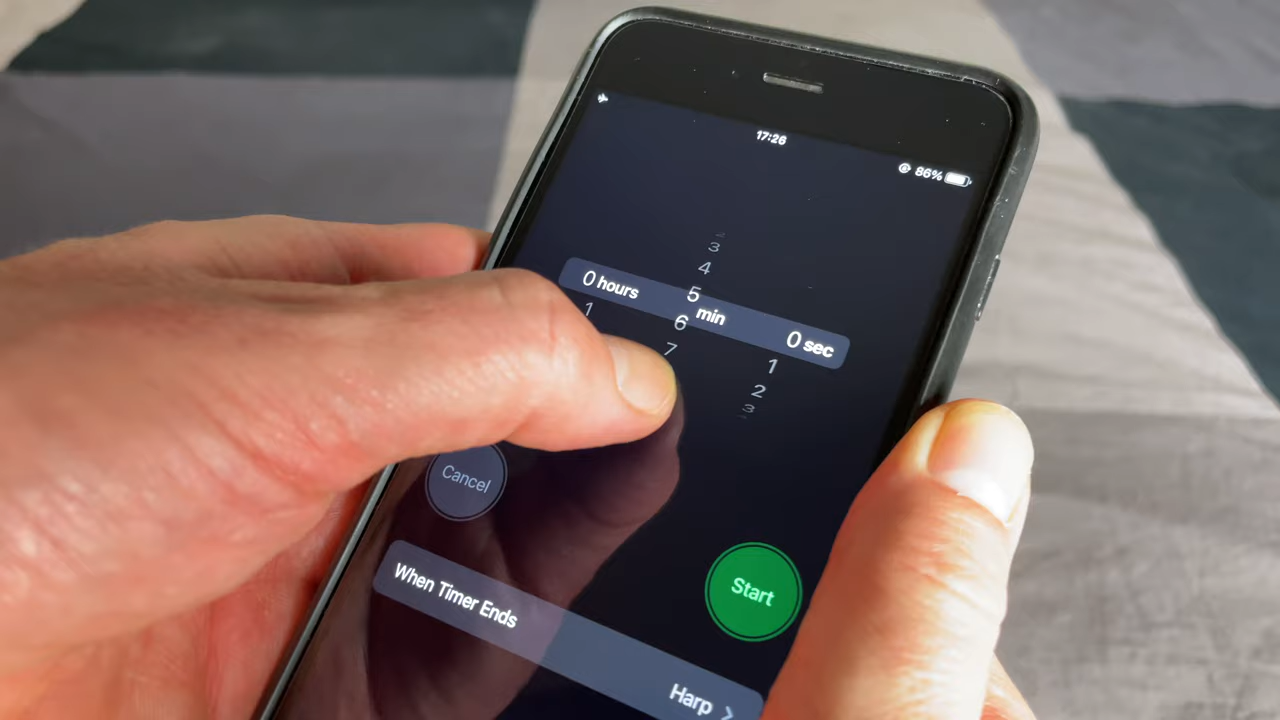 17:26
86%
3
4
0 hours 5 min 0 sec
1 6 1
7 2
3
Cancel
Start
When Timer Ends Harp